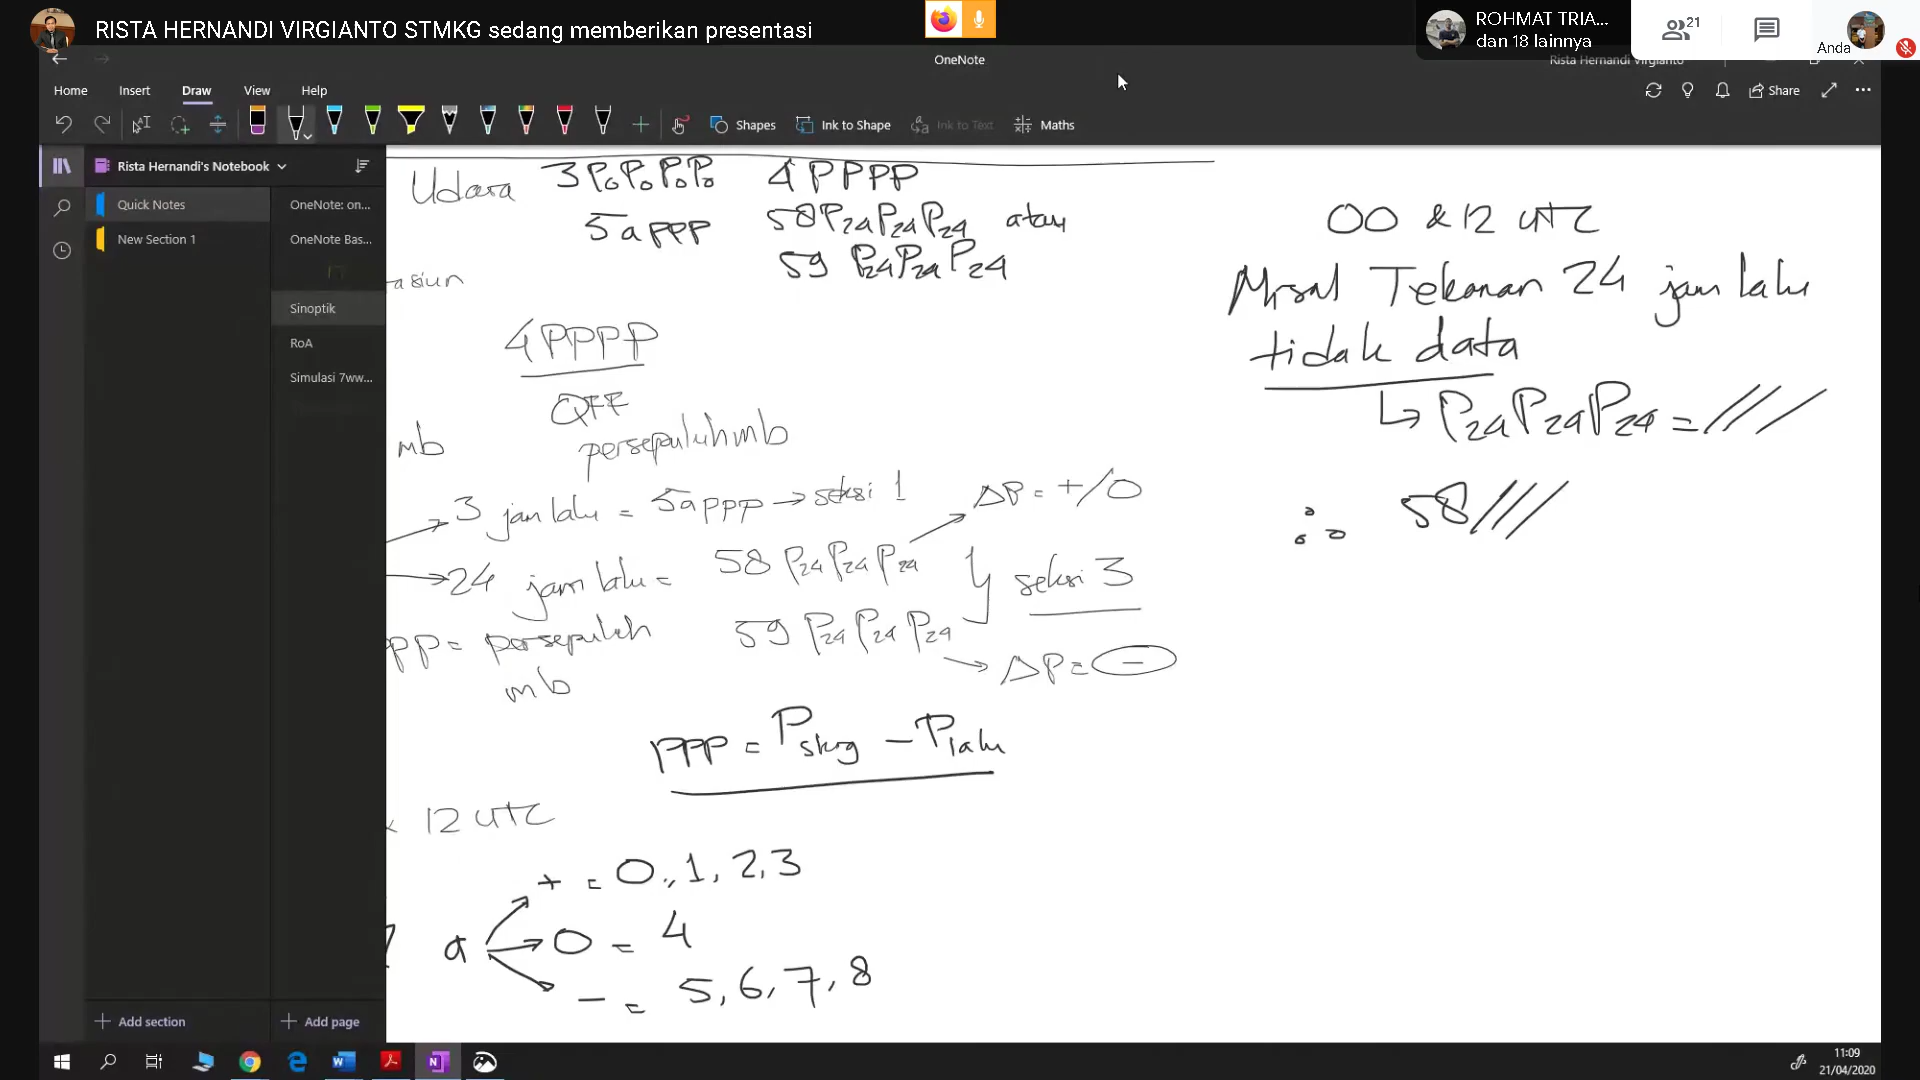 RISTA HERNANDI VIRGIANTO STMKG sedang memberikan presentasi
ROHMAT TRIA...
dan 18 lainnya
21
Anda
OneNote
Rista Hernandi Virgianto
Home Insert Draw View Help
Share
Shapes Ink to Shape Ink to Text Maths
Rista Hernandi's Notebook
Quick Notes
New Section 1
OneNote: on...
OneNote Bas...
Sinoptik
RoA
Simulasi 7ww...
Add section
Add page
Udara 3P₀P₀P₀P₀ 4PPPP
5appp 58P₂₄P₂₄P₂₄ atau
59 P₂₄P₂₄P₂₄
asiun
4PPPP
QFF
mb persepuluh mb
3 jam lalu = 5appp → seksi 1
ΔP = +/0
24 jam lalu = 58 P₂₄P₂₄P₂₄
59 P₂₄P₂₄P₂₄
seksi 3
ΔP = −
pp = persepuluh
mb
ppp = Pskrg − Plalu
12 UTC
a
+ = 0, 1, 2, 3
0 = 4
− = 5, 6, 7, 8
00 & 12 UTC
Misal Tekanan 24 jam lalu
tidak data
↳ P₂₄P₂₄P₂₄ = ///
∴ 58///
11:09
21/04/2020